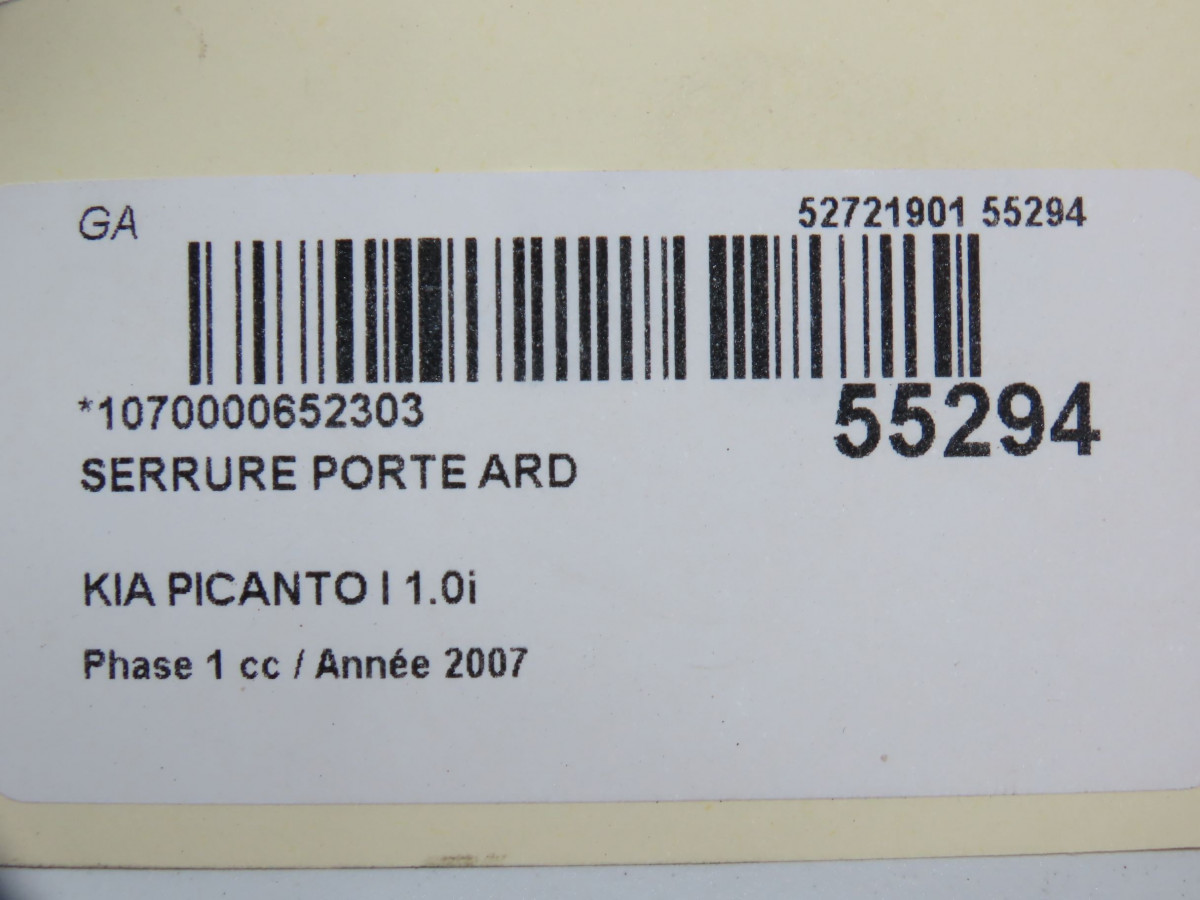 GA
52721901 55294
*1070000652303
55294
SERRURE PORTE ARD
KIA PICANTO I 1.0i
Phase 1 cc / Année 2007